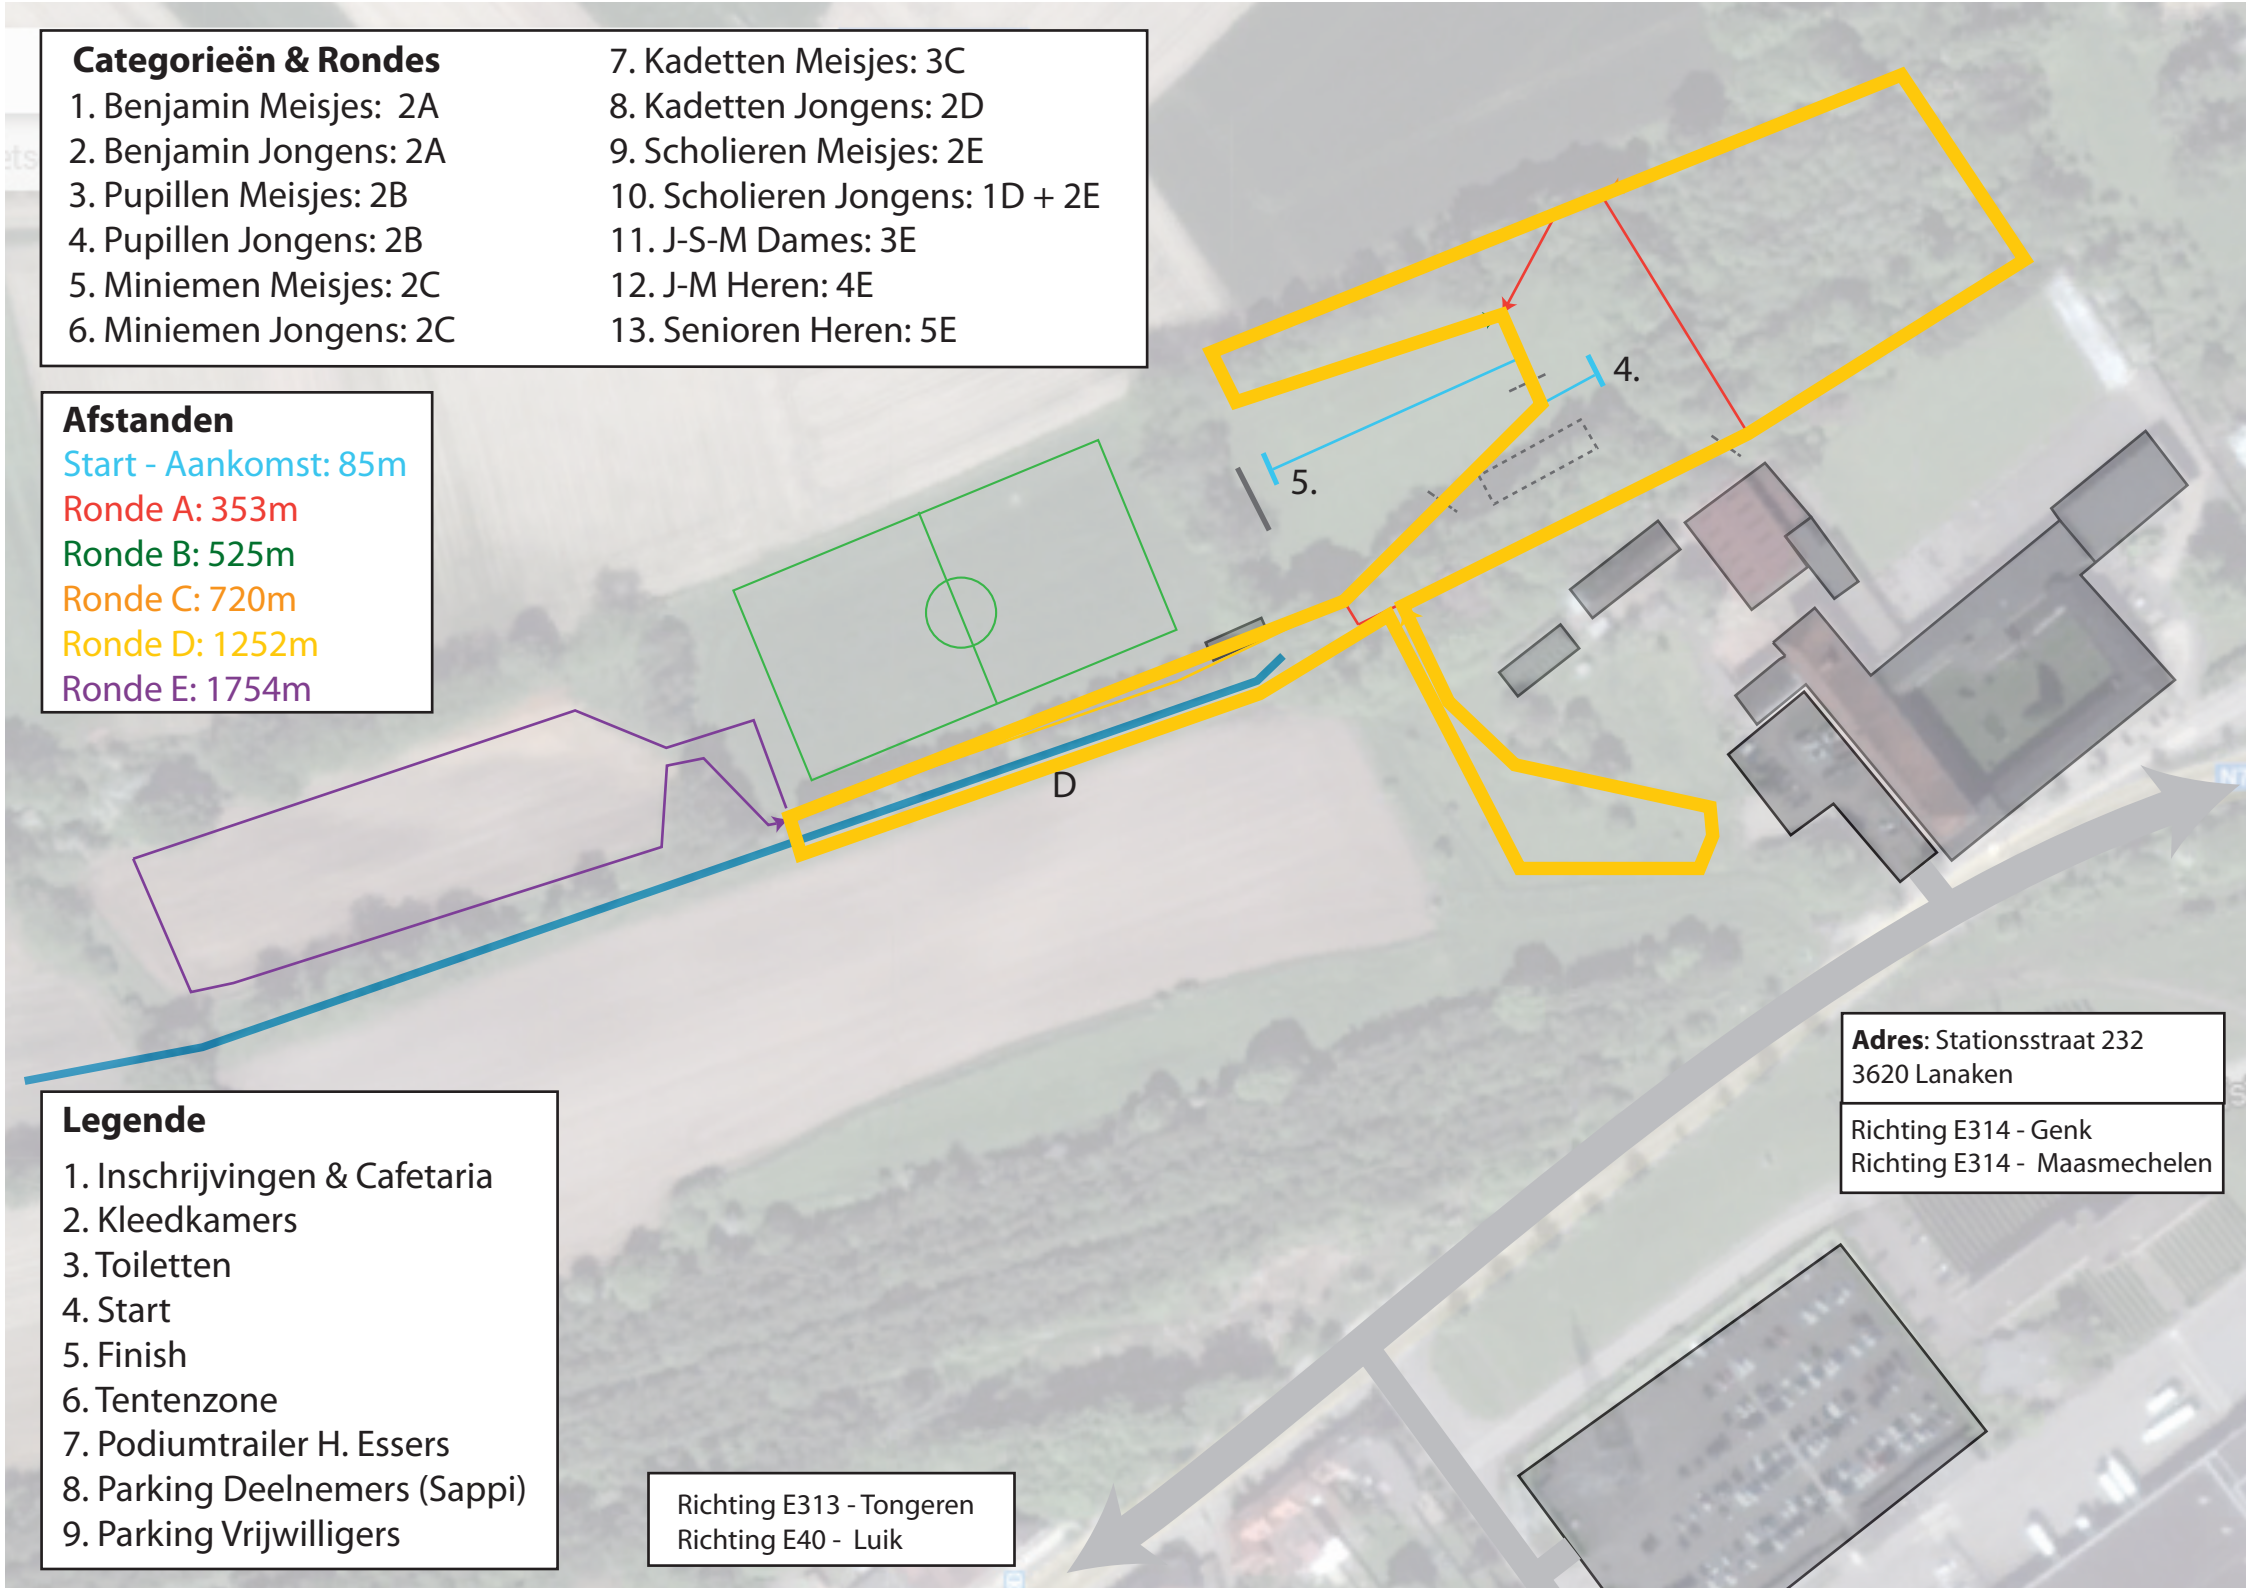 Categorieën & Rondes
1. Benjamin Meisjes: 2A
2. Benjamin Jongens: 2A
3. Pupillen Meisjes: 2B
4. Pupillen Jongens: 2B
5. Miniemen Meisjes: 2C
6. Miniemen Jongens: 2C
7. Kadetten Meisjes: 3C
8. Kadetten Jongens: 2D
9. Scholieren Meisjes: 2E
10. Scholieren Jongens: 1D + 2E
11. J-S-M Dames: 3E
12. J-M Heren: 4E
13. Senioren Heren: 5E
Afstanden
Start - Aankomst: 85m
Ronde A: 353m
Ronde B: 525m
Ronde C: 720m
Ronde D: 1252m
Ronde E: 1754m
4.
5.
D
Adres: Stationsstraat 232
3620 Lanaken
Richting E314 - Genk
Richting E314 - Maasmechelen
Legende
1. Inschrijvingen & Cafetaria
2. Kleedkamers
3. Toiletten
4. Start
5. Finish
6. Tentenzone
7. Podiumtrailer H. Essers
8. Parking Deelnemers (Sappi)
9. Parking Vrijwilligers
Richting E313 - Tongeren
Richting E40 - Luik